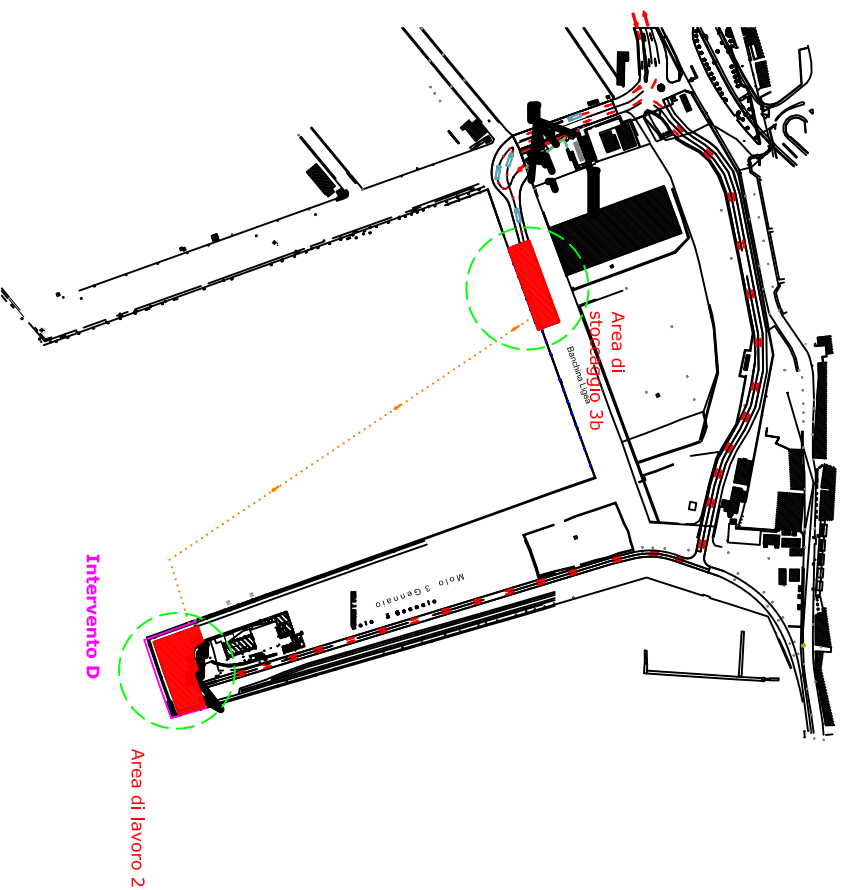 Area di
stoccaggio 3b
Banchina Ligea
Molo 3 Gennaio
Intervento D
Area di lavoro 2